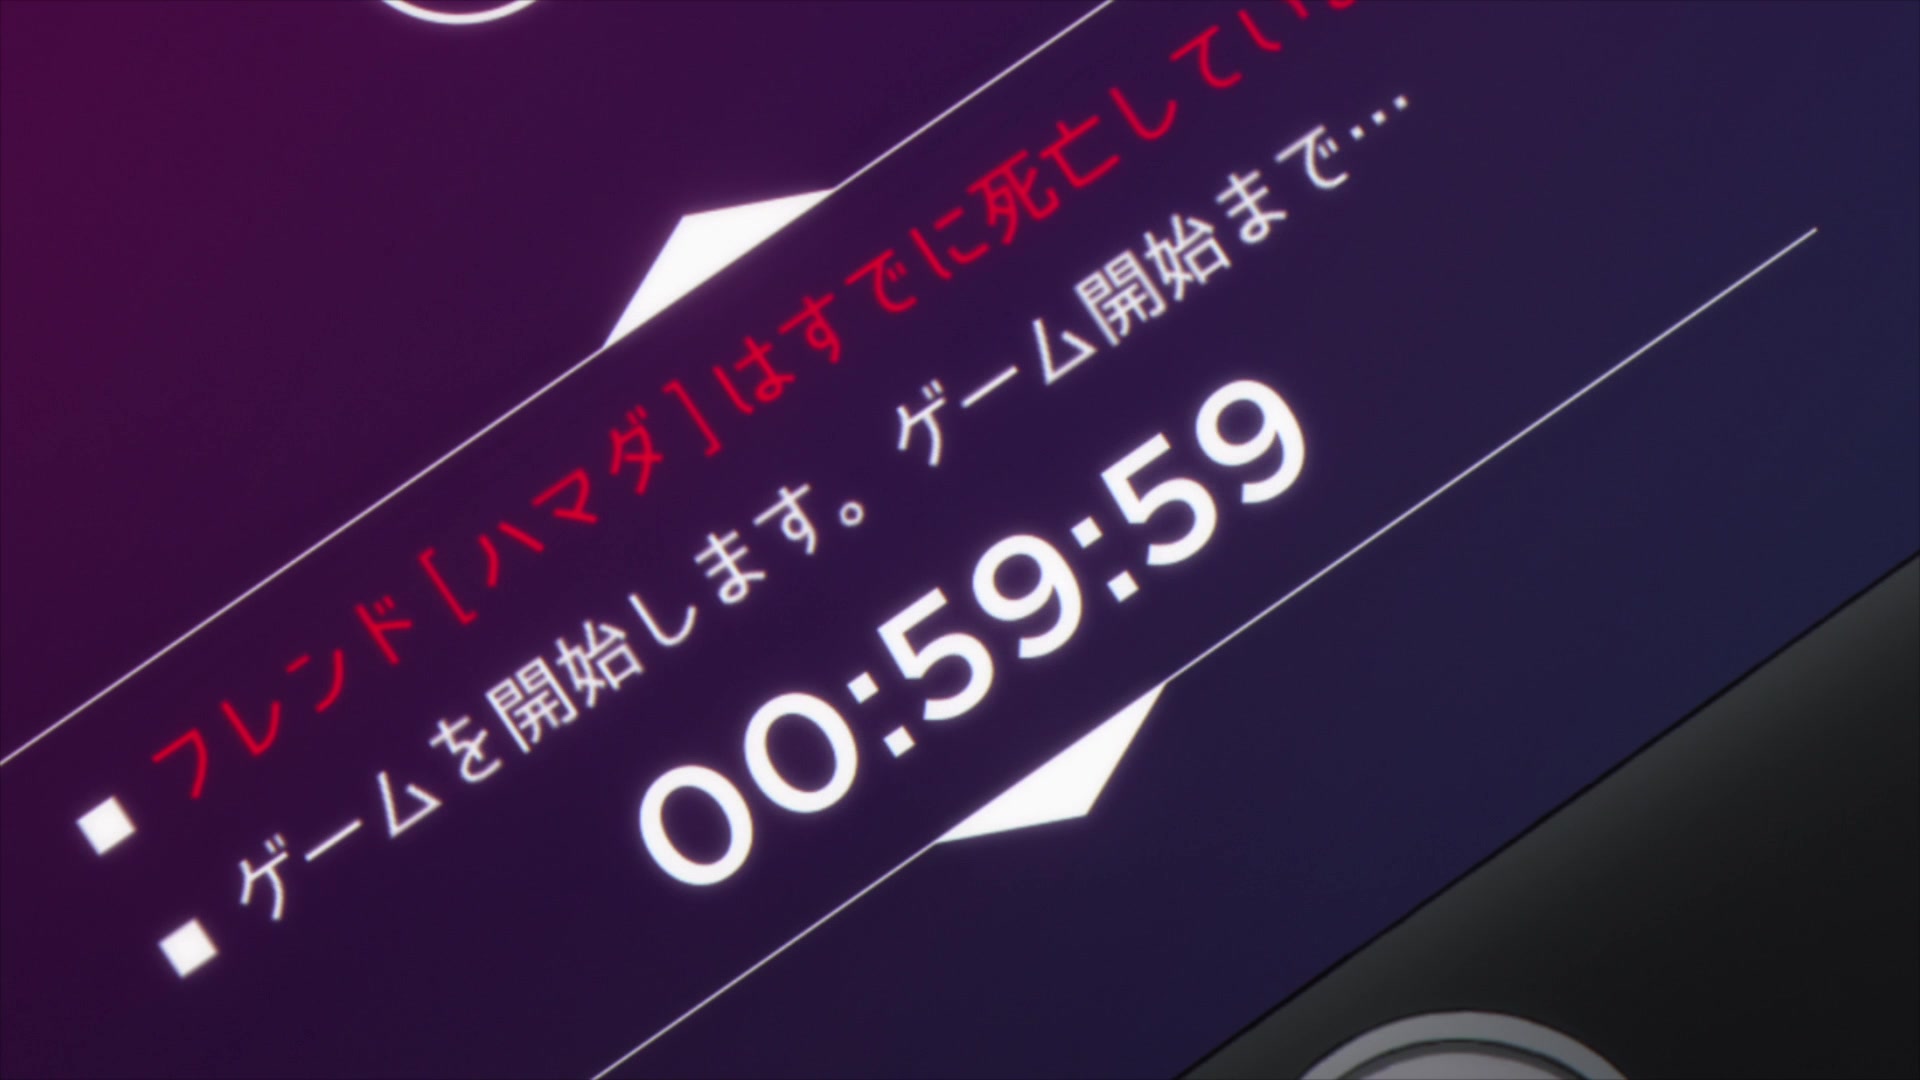 ■ フレンド[ハマダ]はすでに死亡してい
■ ゲームを開始します。ゲーム開始まで…
00:59:59